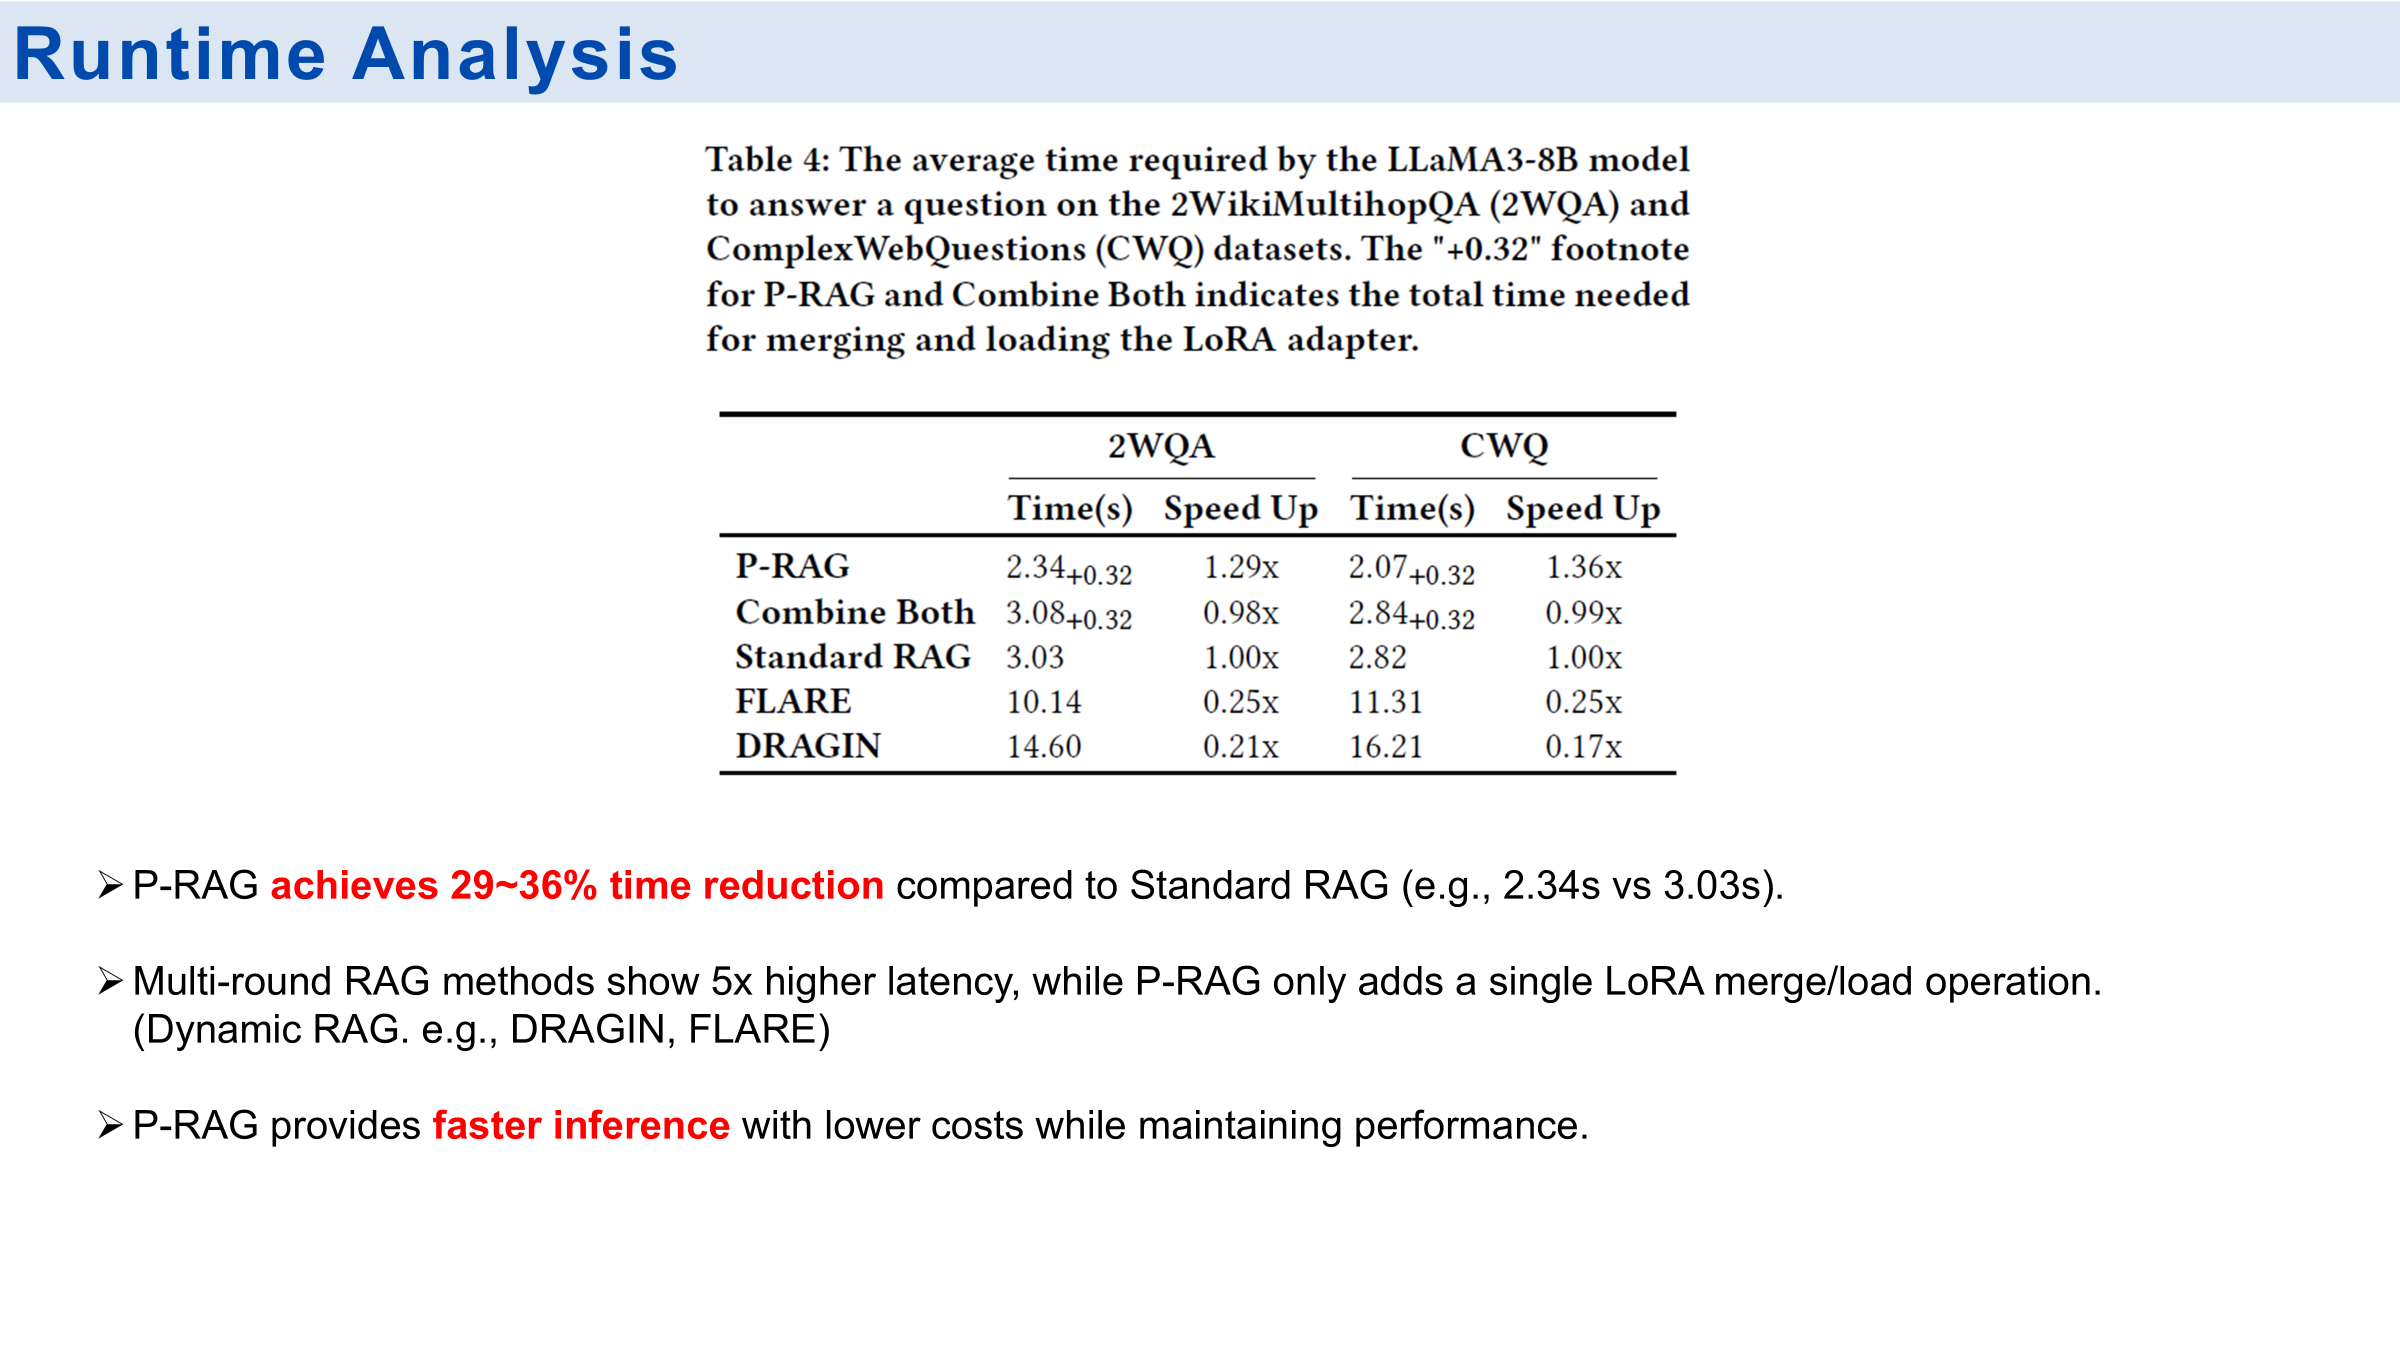 Runtime Analysis
Table 4: The average time required by the LLaMA3-8B model
to answer a question on the 2WikiMultihopQA (2WQA) and
ComplexWebQuestions (CWQ) datasets. The "+0.32" footnote
for P-RAG and Combine Both indicates the total time needed
for merging and loading the LoRA adapter.
2WQA CWQ
Time(s) Speed Up Time(s) Speed Up
P-RAG 2.34+0.32 1.29x 2.07+0.32 1.36x
Combine Both 3.08+0.32 0.98x 2.84+0.32 0.99x
Standard RAG 3.03 1.00x 2.82 1.00x
FLARE 10.14 0.25x 11.31 0.25x
DRAGIN 14.60 0.21x 16.21 0.17x
➢ P-RAG achieves 29~36% time reduction compared to Standard RAG (e.g., 2.34s vs 3.03s).
➢ Multi-round RAG methods show 5x higher latency, while P-RAG only adds a single LoRA merge/load operation.
(Dynamic RAG. e.g., DRAGIN, FLARE)
➢ P-RAG provides faster inference with lower costs while maintaining performance.